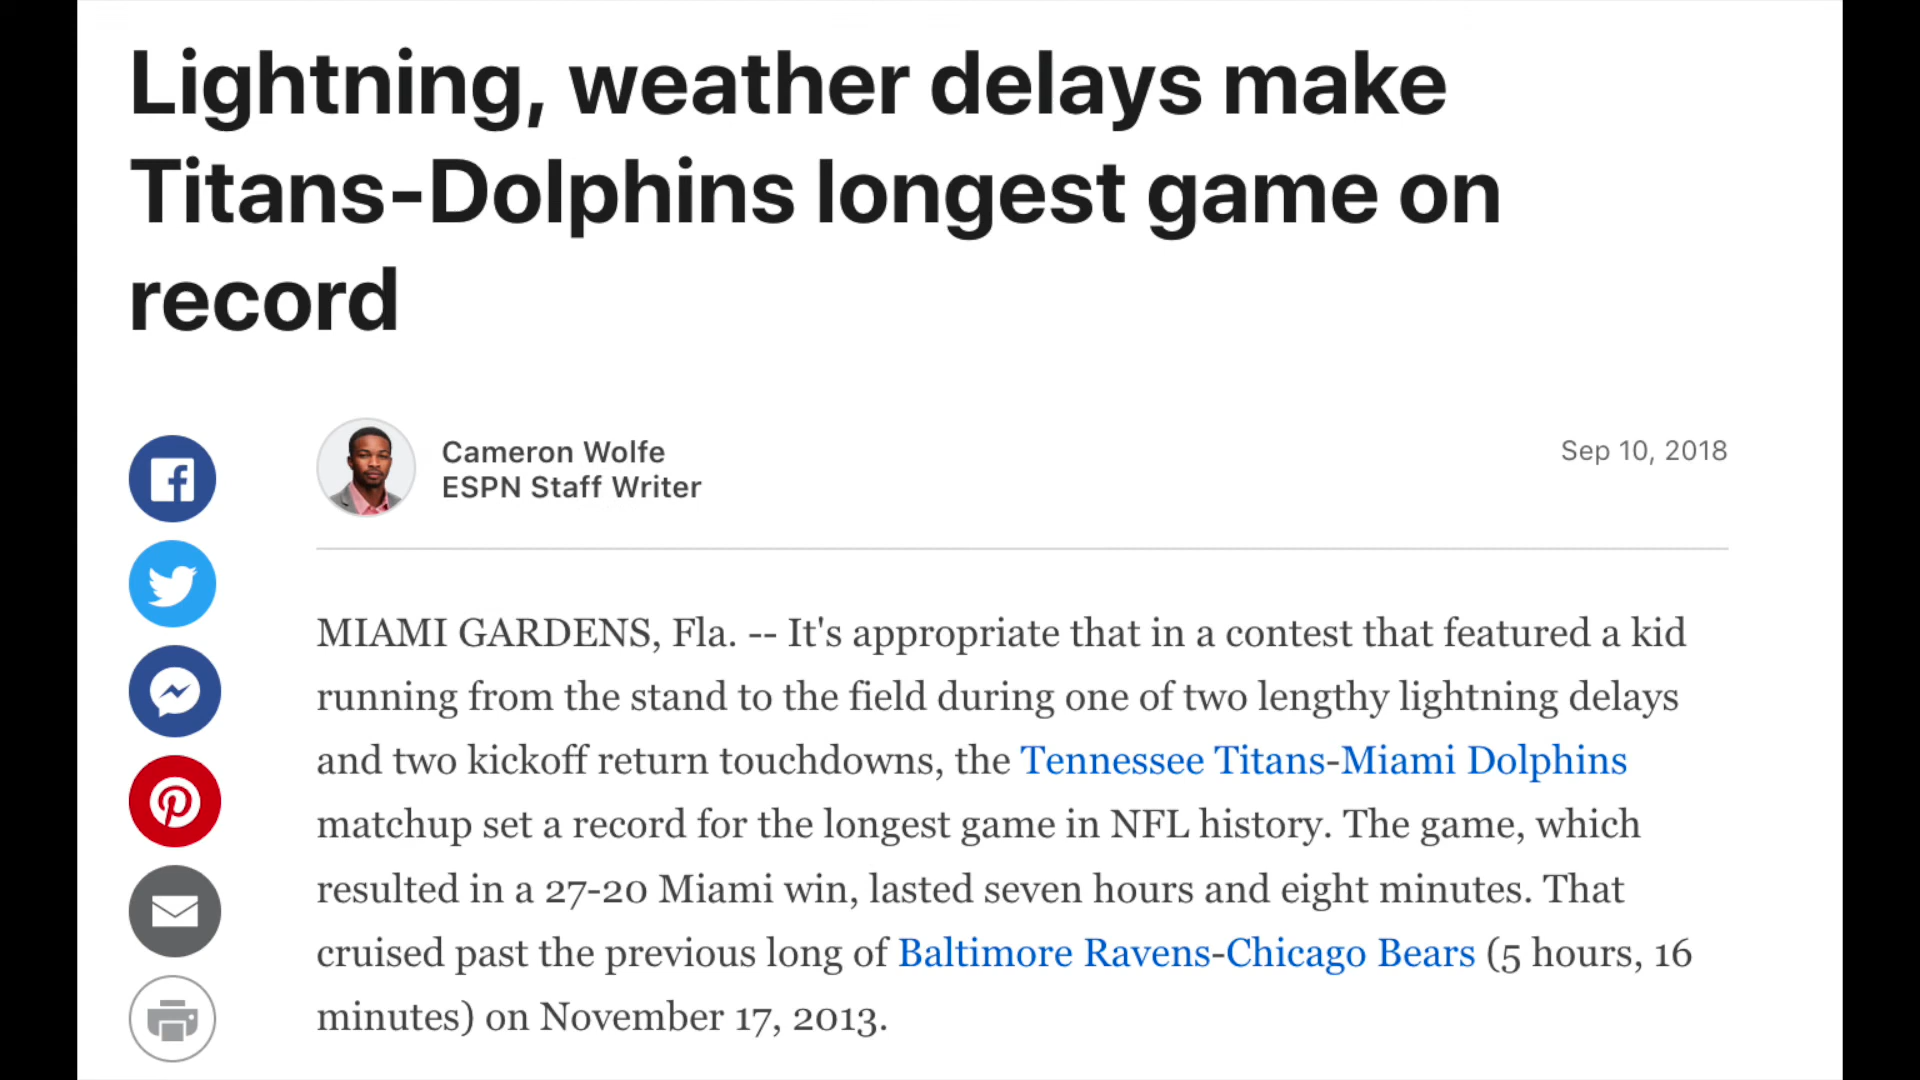 Lightning, weather delays make
Titans-Dolphins longest game on
record
Cameron Wolfe
ESPN Staff Writer
Sep 10, 2018
MIAMI GARDENS, Fla. -- It's appropriate that in a contest that featured a kid
running from the stand to the field during one of two lengthy lightning delays
and two kickoff return touchdowns, the Tennessee Titans-Miami Dolphins
matchup set a record for the longest game in NFL history. The game, which
resulted in a 27-20 Miami win, lasted seven hours and eight minutes. That
cruised past the previous long of Baltimore Ravens-Chicago Bears (5 hours, 16
minutes) on November 17, 2013.